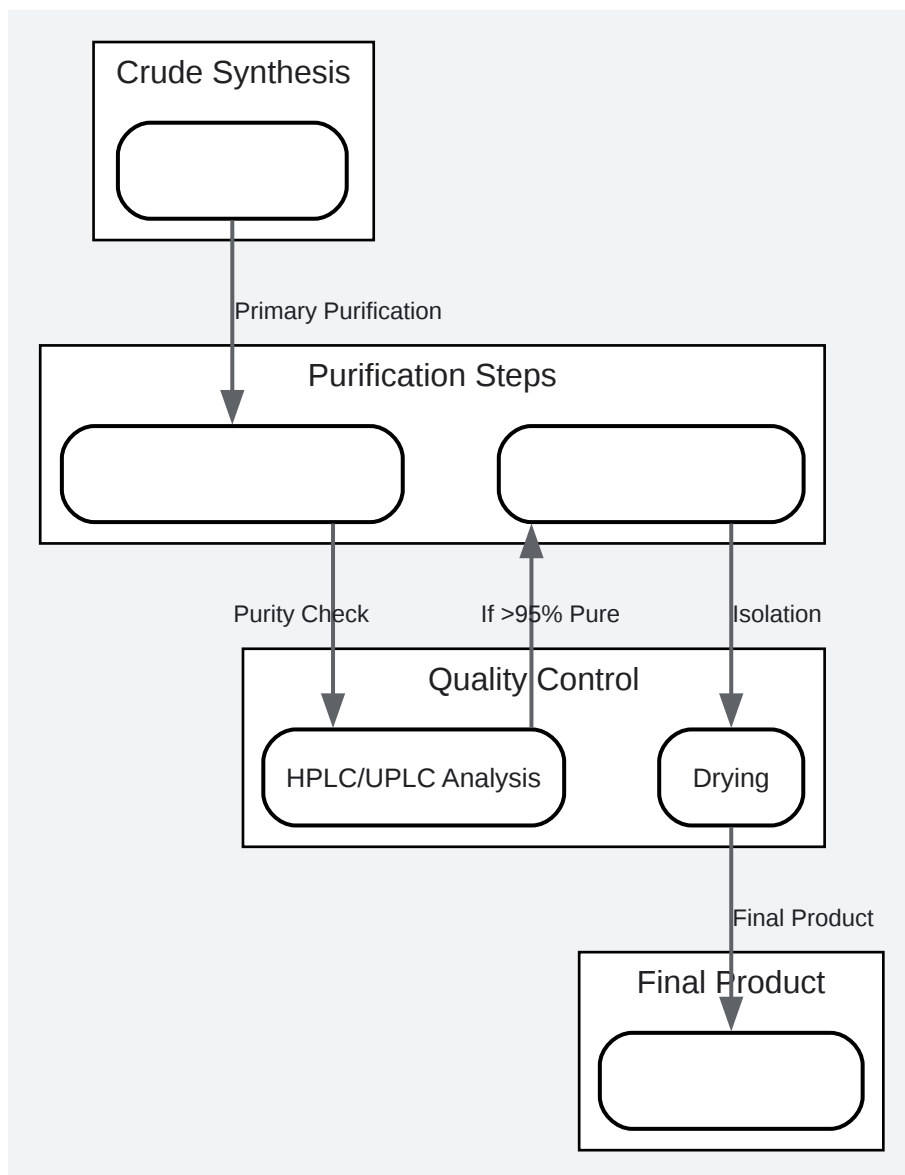 Crude Synthesis
Primary Purification
Purification Steps
Purity Check
If >95% Pure
Isolation
Quality Control
HPLC/UPLC Analysis
Drying
Final Product
Final Product